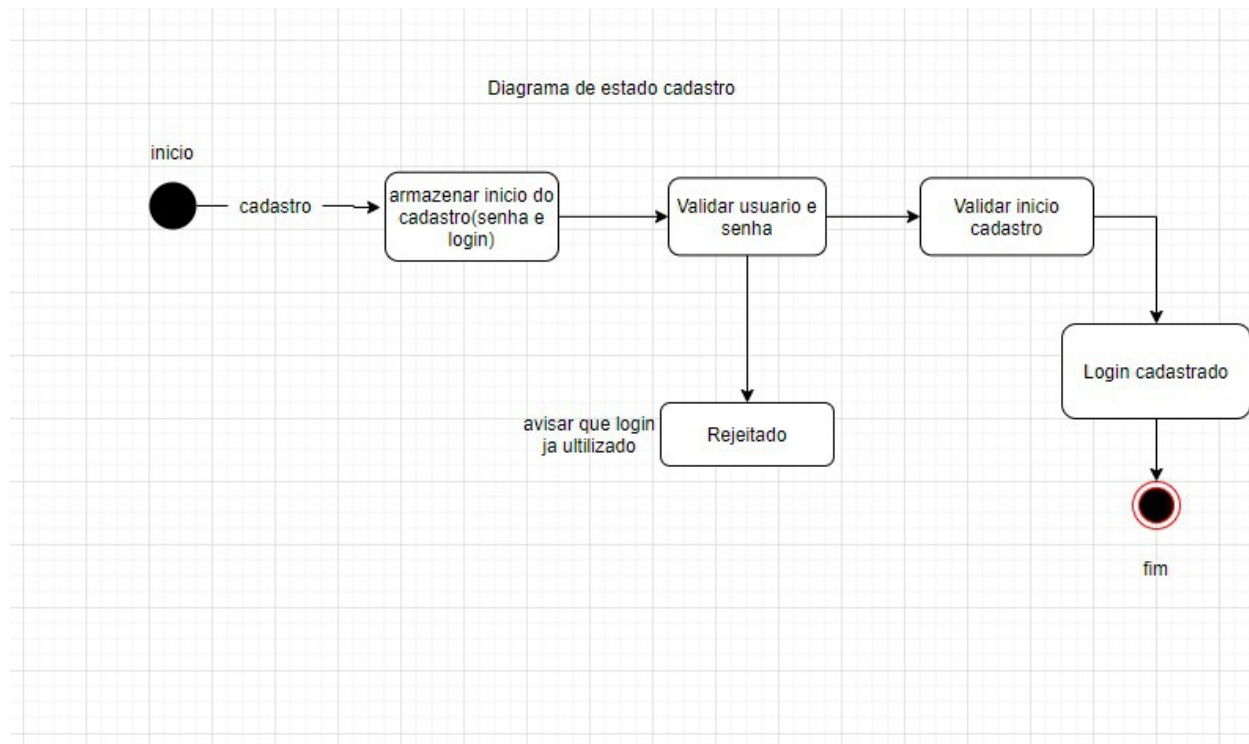 Diagrama de estado cadastro
inicio
cadastro
armazenar inicio do
cadastro(senha e
login)
Validar usuario e
senha
Validar inicio
cadastro
Login cadastrado
avisar que login
ja ultilizado
Rejeitado
fim